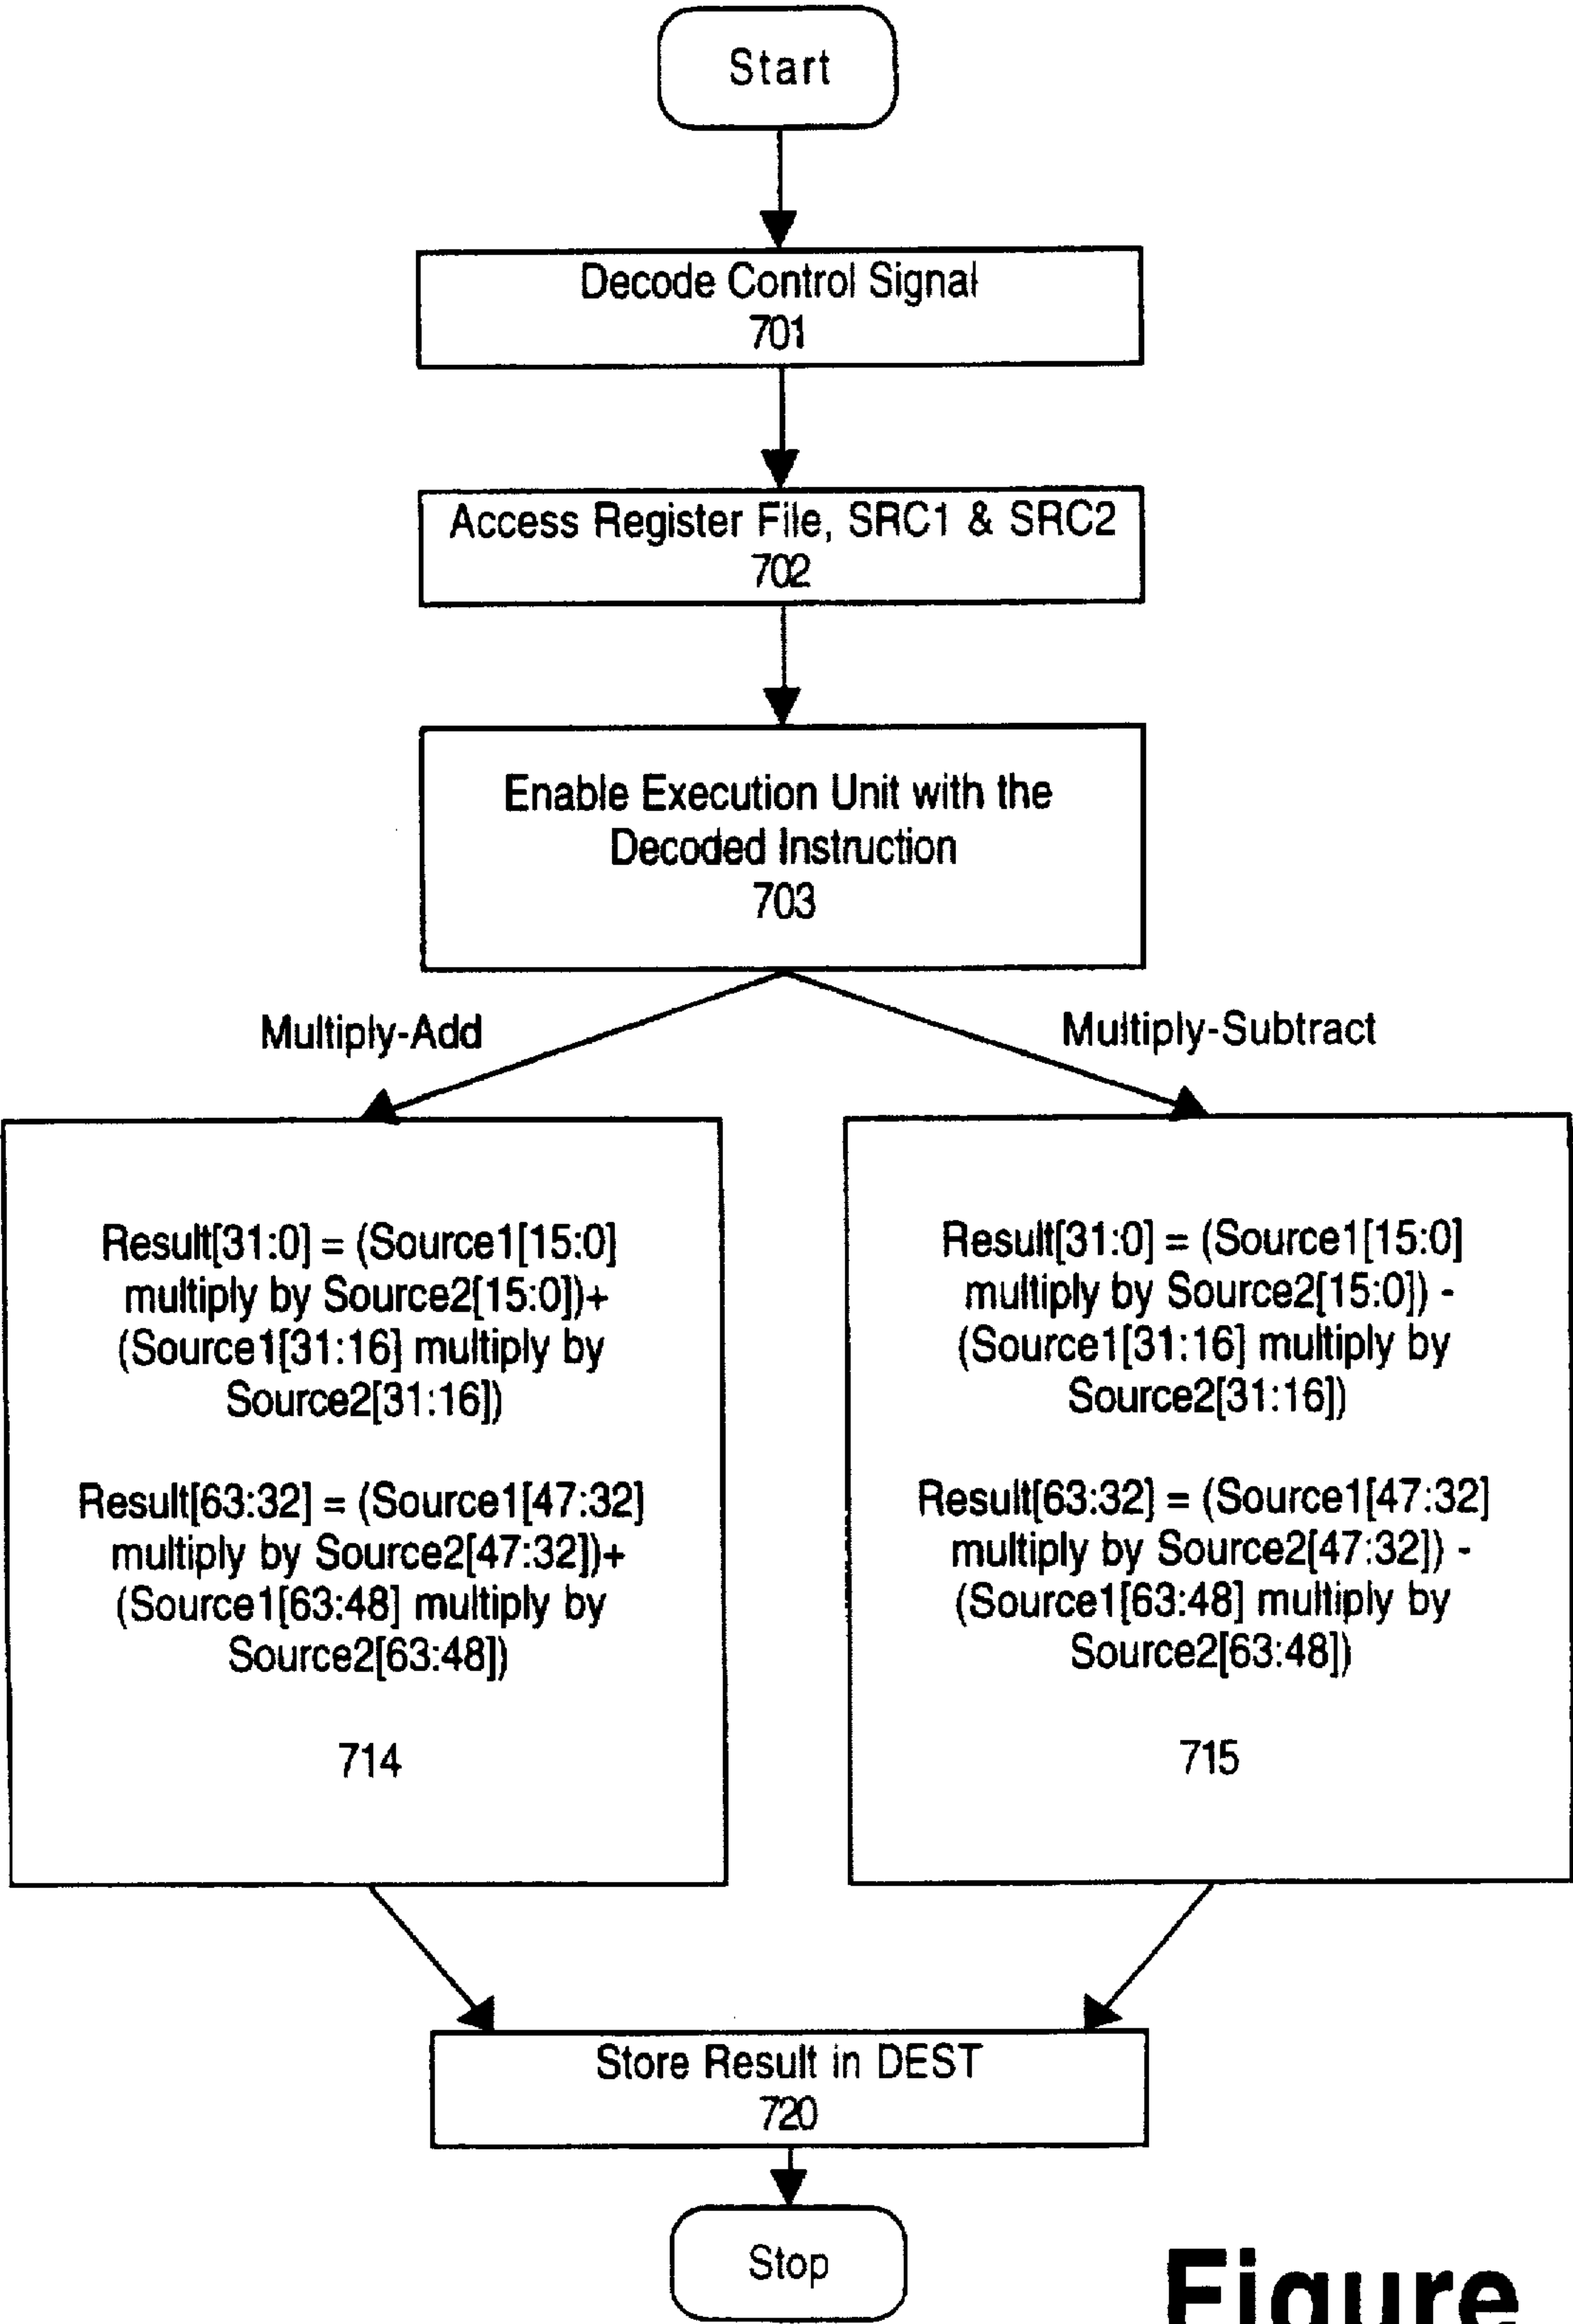 Start
Decode Control Signal
701
Access Register File, SRC1 & SRC2
702
Enable Execution Unit with the
Decoded Instruction
703
Multiply-Add
Multiply-Subtract
Result[31:0] = (Source1[15:0]
multiply by Source2[15:0])+
(Source1[31:16] multiply by
Source2[31:16])
Result[63:32] = (Source1[47:32]
multiply by Source2[47:32])+
(Source1[63:48] multiply by
Source2[63:48])
714
Result[31:0] = (Source1[15:0]
multiply by Source2[15:0]) -
(Source1[31:16] multiply by
Source2[31:16])
Result[63:32] = (Source1[47:32]
multiply by Source2[47:32]) -
(Source1[63:48] multiply by
Source2[63:48])
715
Store Result in DEST
720
Stop
Figure